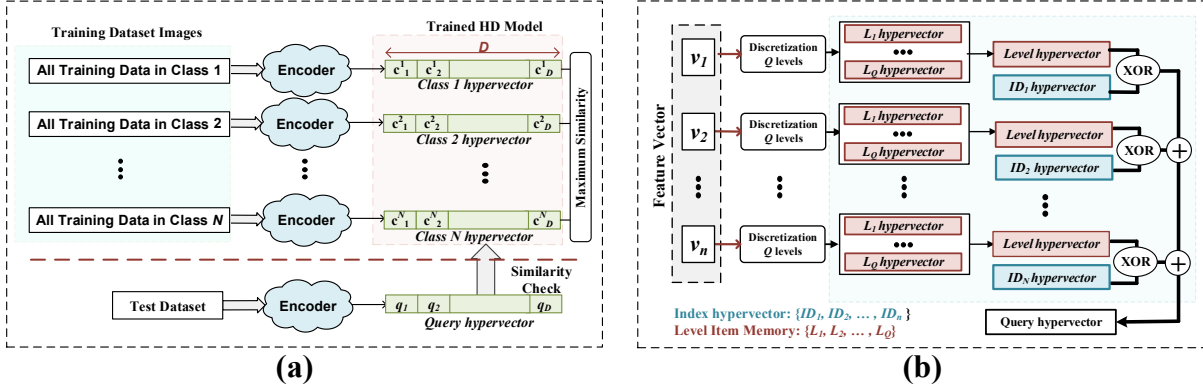 Training Dataset Images
Trained HD Model
D
All Training Data in Class 1
Encoder
c¹₁ c¹₂ c¹_D
Class 1 hypervector
All Training Data in Class 2
Encoder
c²₁ c²₂ c²_D
Class 2 hypervector
All Training Data in Class N
Encoder
cᴺ₁ cᴺ₂ cᴺ_D
Class N hypervector
Maximum Similarity
Similarity
Check
Test Dataset
Encoder
q₁ q₂ q_D
Query hypervector
(a)
Feature Vector
v₁
Discretization
Q levels
L₁ hypervector
L_Q hypervector
Level hypervector
ID₁ hypervector
XOR
+
v₂
Discretization
Q levels
L₁ hypervector
L_Q hypervector
Level hypervector
ID₂ hypervector
XOR
vₙ
Discretization
Q levels
L₁ hypervector
L_Q hypervector
Level hypervector
ID_N hypervector
XOR
+
Index hypervector: {ID₁, ID₂, ... , IDₙ }
Level Item Memory: {L₁, L₂, ... , L_Q}
Query hypervector
(b)